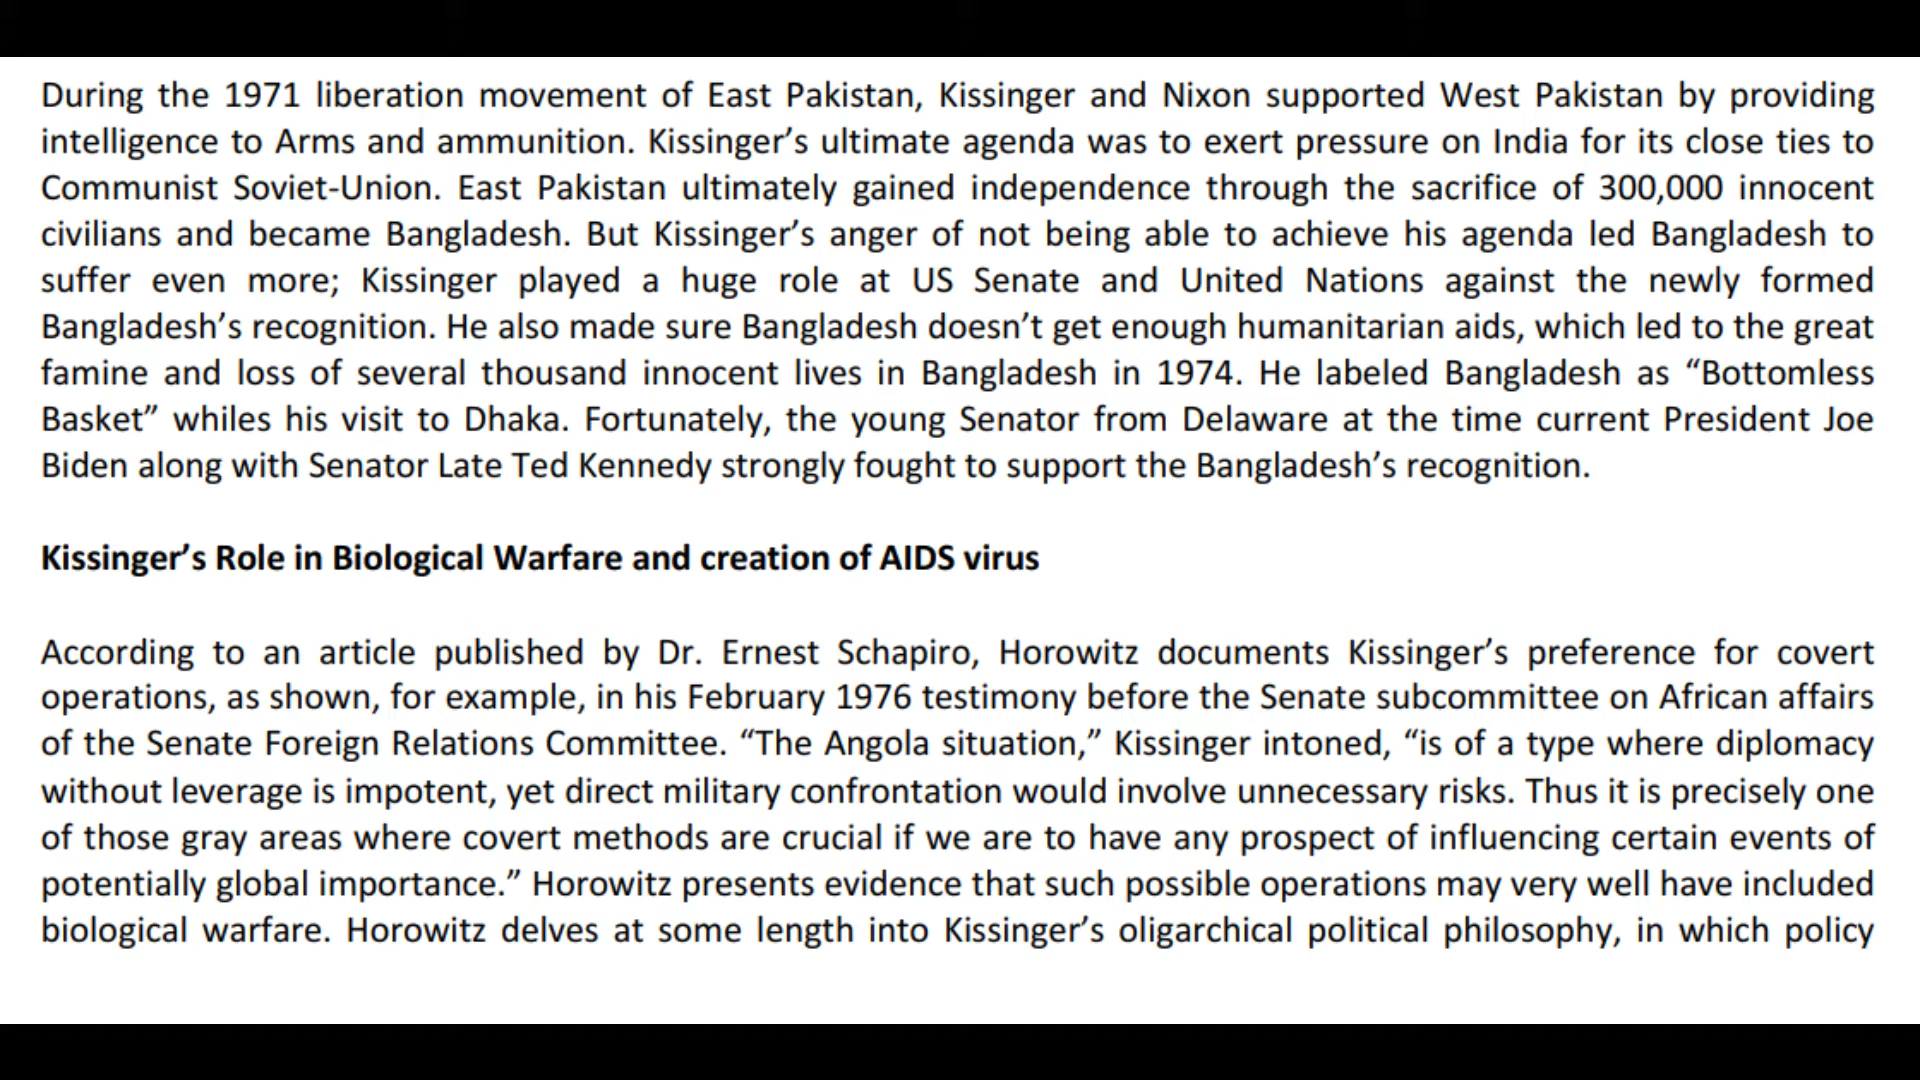 During the 1971 liberation movement of East Pakistan, Kissinger and Nixon supported West Pakistan by providing
intelligence to Arms and ammunition. Kissinger’s ultimate agenda was to exert pressure on India for its close ties to
Communist Soviet-Union. East Pakistan ultimately gained independence through the sacrifice of 300,000 innocent
civilians and became Bangladesh. But Kissinger’s anger of not being able to achieve his agenda led Bangladesh to
suffer even more; Kissinger played a huge role at US Senate and United Nations against the newly formed
Bangladesh’s recognition. He also made sure Bangladesh doesn’t get enough humanitarian aids, which led to the great
famine and loss of several thousand innocent lives in Bangladesh in 1974. He labeled Bangladesh as “Bottomless
Basket” whiles his visit to Dhaka. Fortunately, the young Senator from Delaware at the time current President Joe
Biden along with Senator Late Ted Kennedy strongly fought to support the Bangladesh’s recognition.
Kissinger’s Role in Biological Warfare and creation of AIDS virus
According to an article published by Dr. Ernest Schapiro, Horowitz documents Kissinger’s preference for covert
operations, as shown, for example, in his February 1976 testimony before the Senate subcommittee on African affairs
of the Senate Foreign Relations Committee. “The Angola situation,” Kissinger intoned, “is of a type where diplomacy
without leverage is impotent, yet direct military confrontation would involve unnecessary risks. Thus it is precisely one
of those gray areas where covert methods are crucial if we are to have any prospect of influencing certain events of
potentially global importance.” Horowitz presents evidence that such possible operations may very well have included
biological warfare. Horowitz delves at some length into Kissinger’s oligarchical political philosophy, in which policy